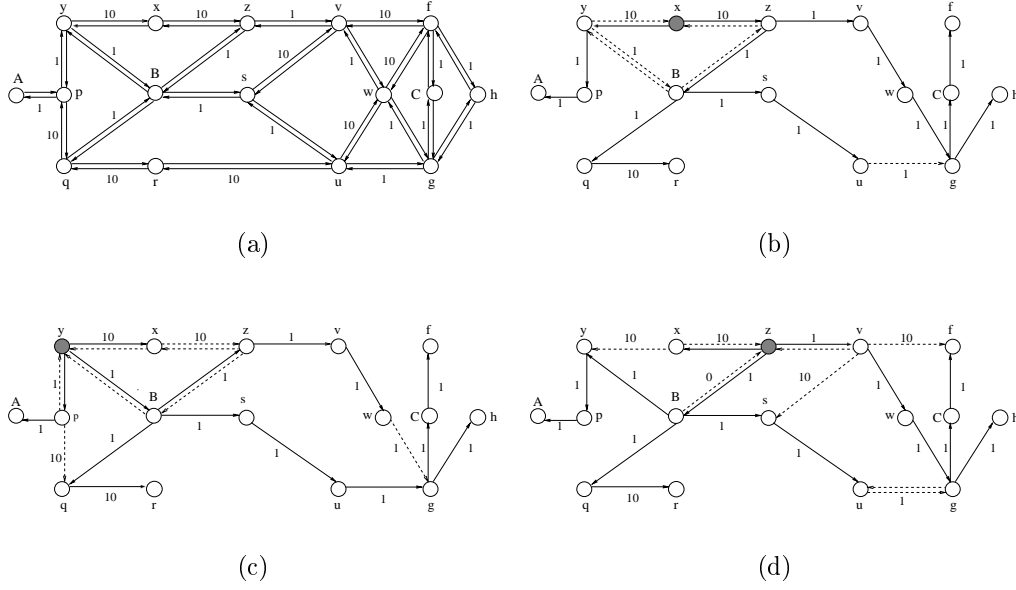 y x z v f
10 10 1 10
1 1 1 10 1 10 1 1
A B s w C h
p
1 1
10 1 1 10 1 1 1
q r u g
10 10 1
(a)
y x z v f
10 10 1
1 1 1 1 1
A B s w C h
p
1 1
1 1 1 1 1
q r u g
10 1
(b)
y x z v f
10 10 1
1 1 1 1 1
A B s w C h
p
1 1
10 1 1 1 1
q r u g
10 1
(c)
y x z v f
10 10 1 10
1 1 0 1 10 1 1
A B s w C h
p
1 1
1 1 1 1 1
q r u g
10 1
(d)